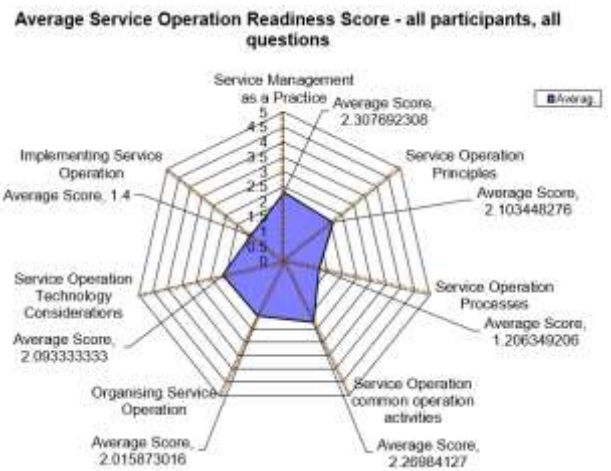 Average Service Operation Readiness Score - all participants, all
questions
Service Management
as a Practice
Average Score,
2.307692308
Averag
5
4.5
4
3.5
3
2.5
2
1.5
1
0.5
0
Service Operation
Principles
Average Score,
2.103448276
Service Operation
Processes
Average Score,
1.206349206
Service Operation
common operation
activities
Average Score,
2.26984127
Organising Service
Operation
Average Score,
2.015873016
Service Operation
Technology
Considerations
Average Score,
2.093333333
Implementing Service
Operation
Average Score, 1.4